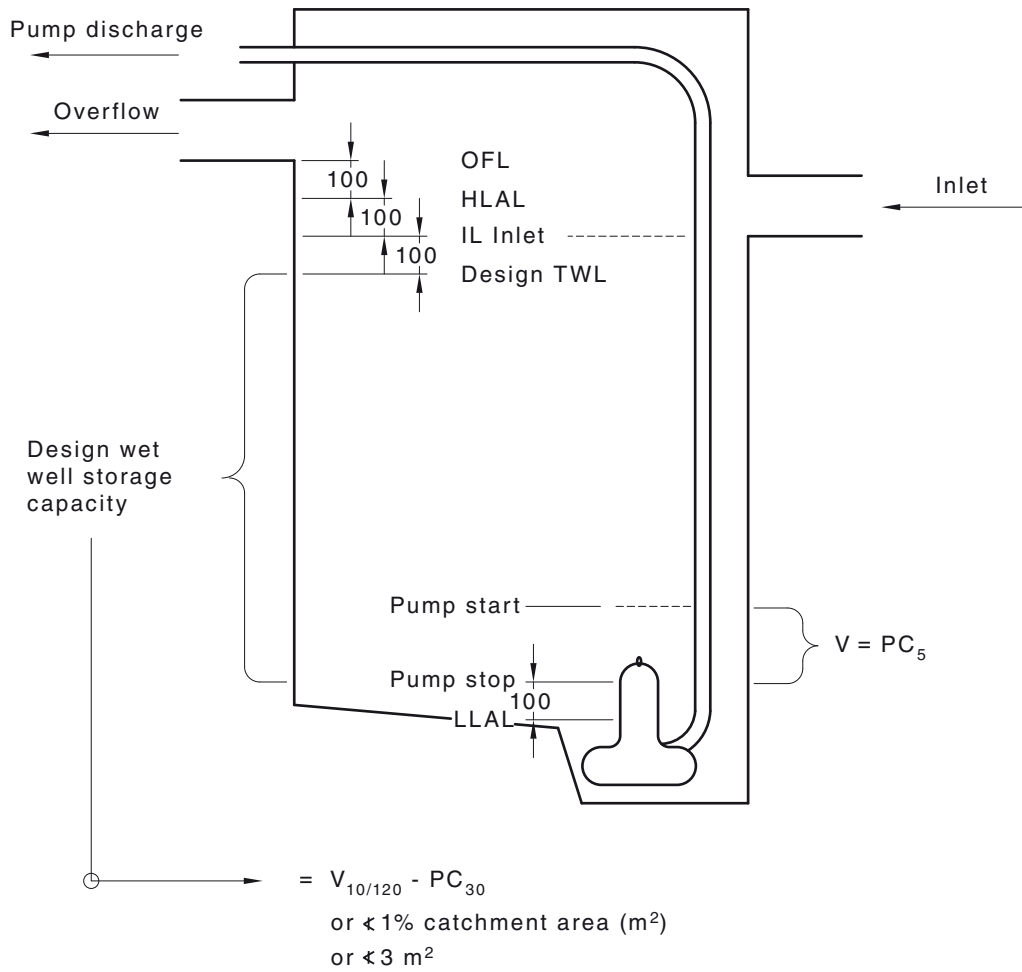 Pump discharge
Overflow
OFL
100
HLAL
100
IL Inlet
100
Design TWL
Inlet
Design wet
well storage
capacity
Pump start
V = PC₅
Pump stop
100
LLAL
= V₁₀/₁₂₀ - PC₃₀
or ≮ 1% catchment area (m²)
or ≮ 3 m²